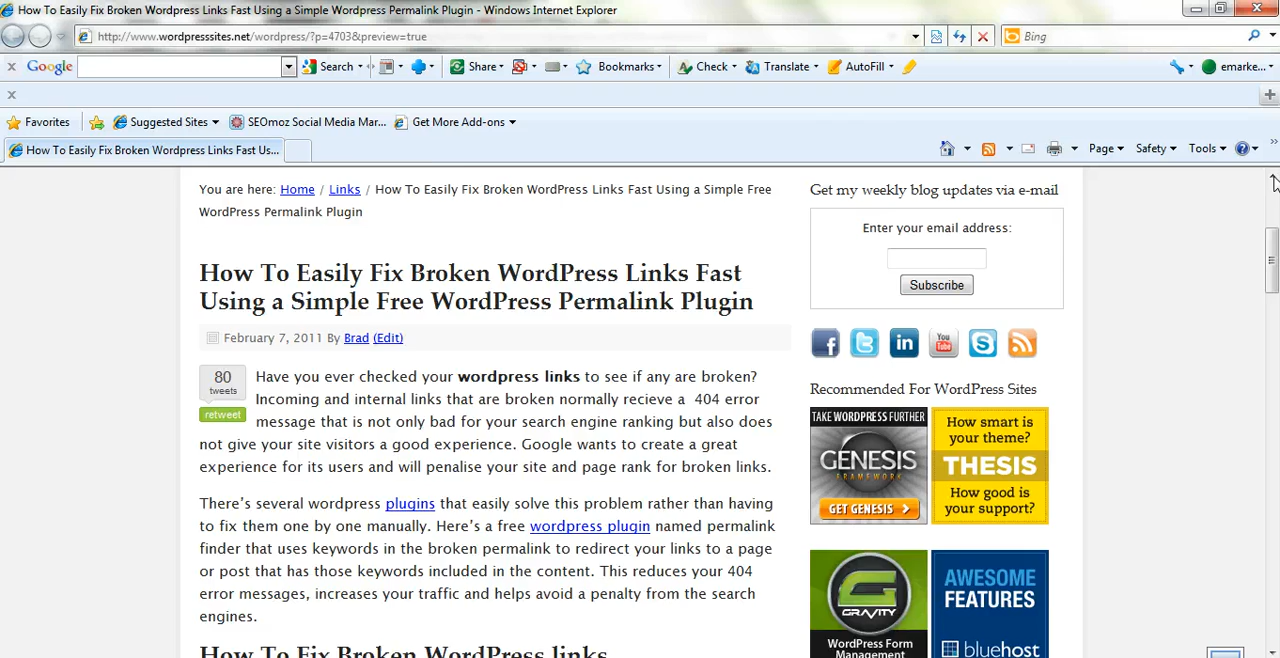 How To Easily Fix Broken Wordpress Links Fast Using a Simple Wordpress Permalink Plugin - Windows Internet Explorer
http://www.wordpresssites.net/wordpress/?p=4703&preview=true
Bing
x Google Search Share Bookmarks Check Translate AutoFill emarke...
x
Favorites Suggested Sites SEOmoz Social Media Mar... Get More Add-ons
How To Easily Fix Broken Wordpress Links Fast Us... Page Safety Tools
You are here: Home / Links / How To Easily Fix Broken WordPress Links Fast Using a Simple Free
WordPress Permalink Plugin
How To Easily Fix Broken WordPress Links Fast
Using a Simple Free WordPress Permalink Plugin
February 7, 2011 By Brad (Edit)
80
tweets
retweet
Have you ever checked your wordpress links to see if any are broken?
Incoming and internal links that are broken normally recieve a 404 error
message that is not only bad for your search engine ranking but also does
not give your site visitors a good experience. Google wants to create a great
experience for its users and will penalise your site and page rank for broken links.
There's several wordpress plugins that easily solve this problem rather than having
to fix them one by one manually. Here's a free wordpress plugin named permalink
finder that uses keywords in the broken permalink to redirect your links to a page
or post that has those keywords included in the content. This reduces your 404
error messages, increases your traffic and helps avoid a penalty from the search
engines.
How To Fix Broken WordPress links
Get my weekly blog updates via e-mail
Enter your email address:
Subscribe
f
t
in
You
Tube
S
Recommended For WordPress Sites
TAKE WORDPRESS FURTHER
GENESIS
FRAMEWORK
GET GENESIS
How smart is
your theme?
THESIS
How good is
your support?
G
GRAVITY
WordPress Form
Management
AWESOME
FEATURES
bluehost